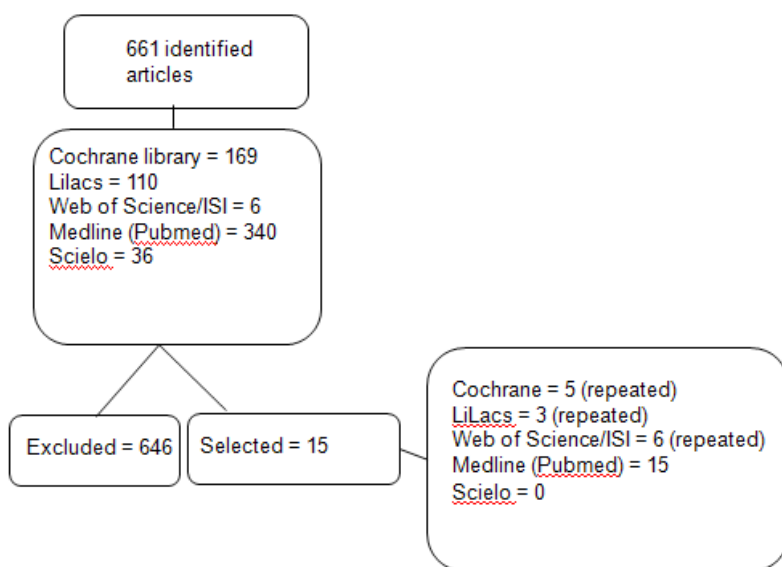 661 identified
articles
Cochrane library = 169
Lilacs = 110
Web of Science/ISI = 6
Medline (Pubmed) = 340
Scielo = 36
Excluded = 646
Selected = 15
Cochrane = 5 (repeated)
LiLacs = 3 (repeated)
Web of Science/ISI = 6 (repeated)
Medline (Pubmed) = 15
Scielo = 0